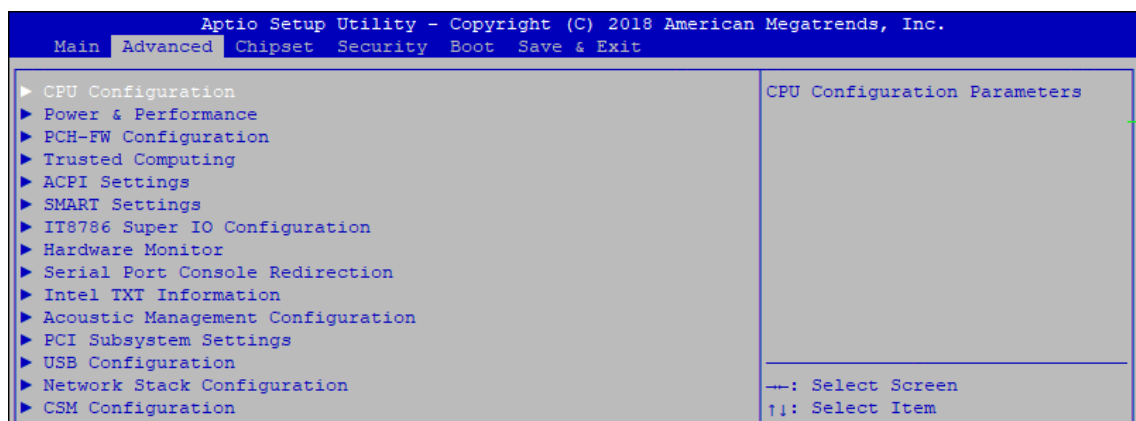 Aptio Setup Utility – Copyright (C) 2018 American Megatrends, Inc.
Main Advanced Chipset Security Boot Save & Exit
▶ CPU Configuration
▶ Power & Performance
▶ PCH-FW Configuration
▶ Trusted Computing
▶ ACPI Settings
▶ SMART Settings
▶ IT8786 Super IO Configuration
▶ Hardware Monitor
▶ Serial Port Console Redirection
▶ Intel TXT Information
▶ Acoustic Management Configuration
▶ PCI Subsystem Settings
▶ USB Configuration
▶ Network Stack Configuration
▶ CSM Configuration
CPU Configuration Parameters
→←: Select Screen
↑↓: Select Item